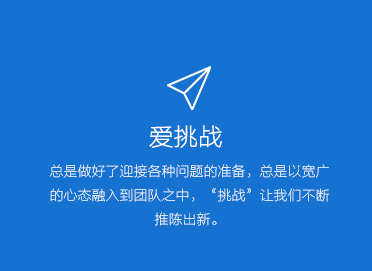 爱挑战
总是做好了迎接各种问题的准备，总是以宽广
的心态融入到团队之中，“挑战”让我们不断
推陈出新。